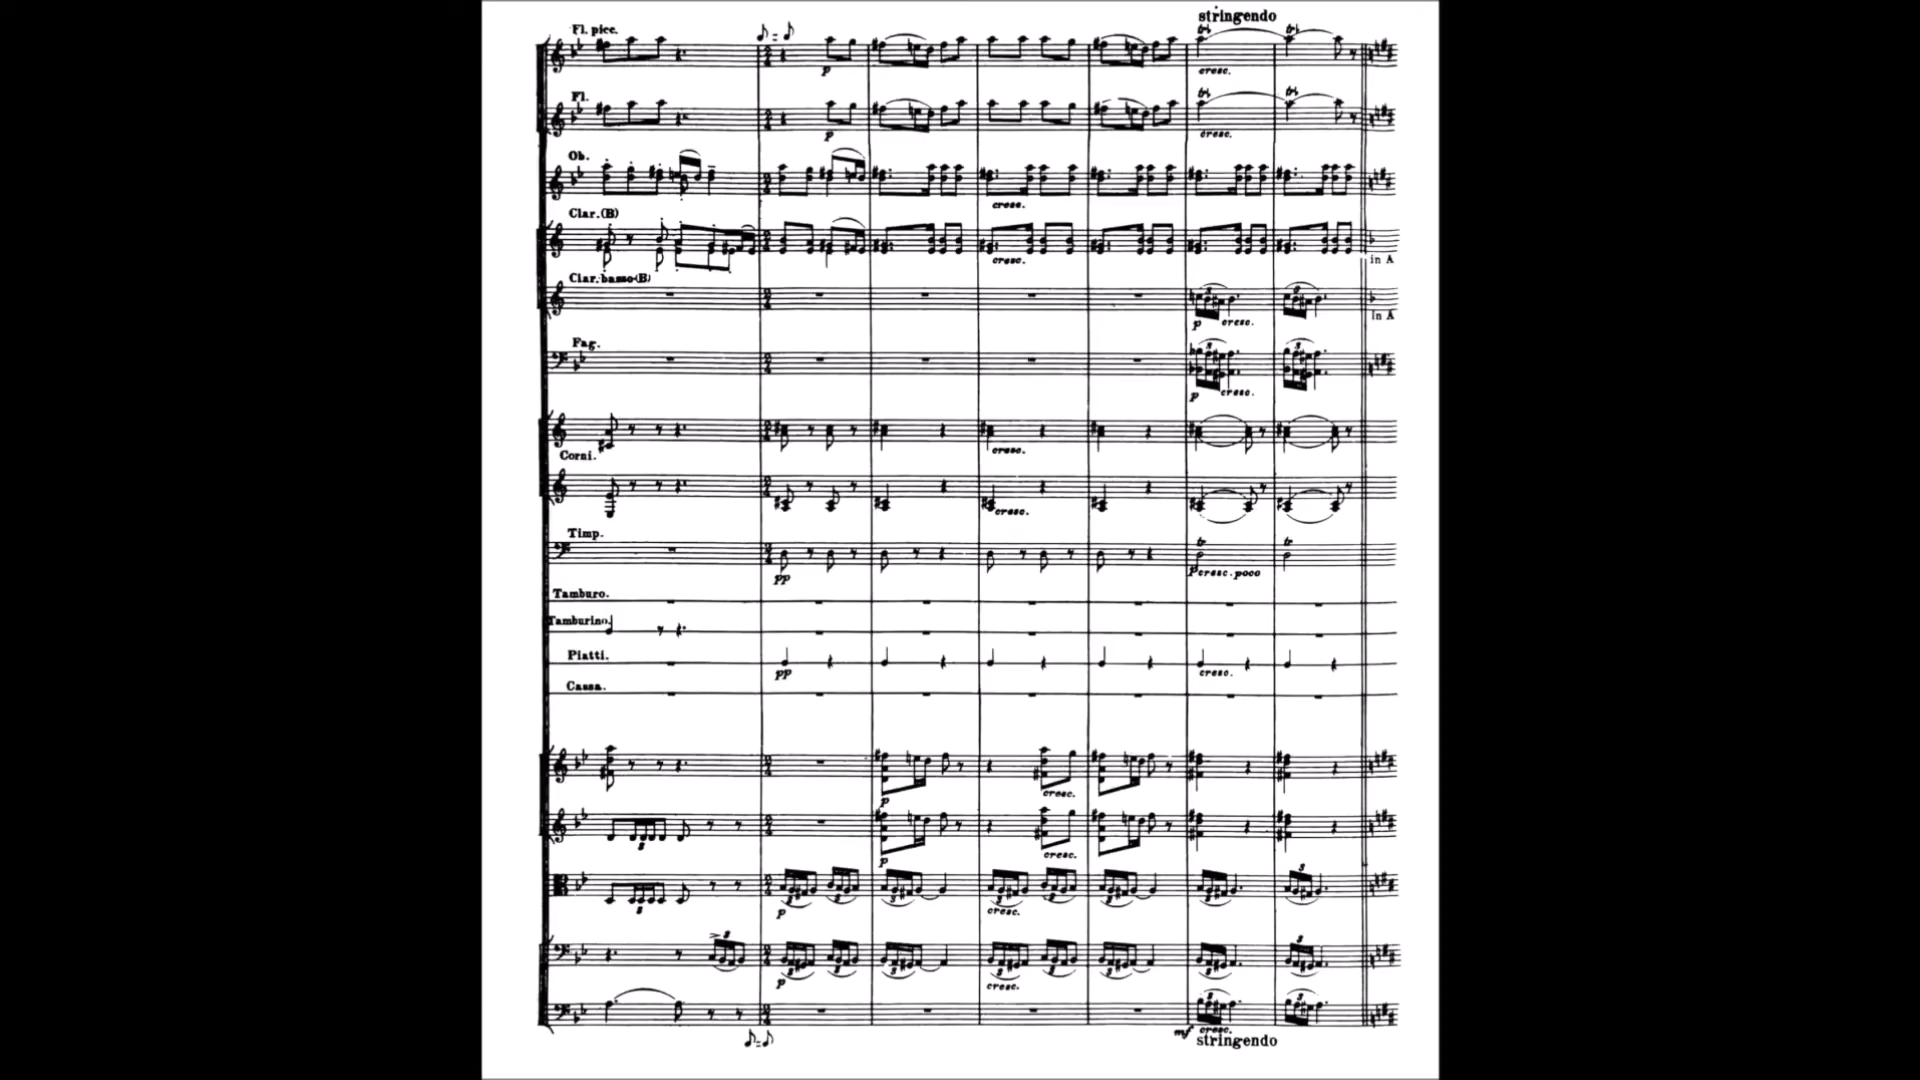 stringendo
Fl. picc.
p
cresc.
Fl.
p
cresc.
Ob.
cresc.
Clar.(B)
cresc.
in A
Clar. basso(B)
p cresc.
in A
Fag.
p cresc.
cresc.
Corni.
cresc.
Timp.
pp
p cresc. poco
Tamburo.
Tamburino.
Piatti.
pp
cresc.
Cassa.
p
cresc.
p
cresc.
p
cresc.
p
cresc.
mf cresc.
stringendo